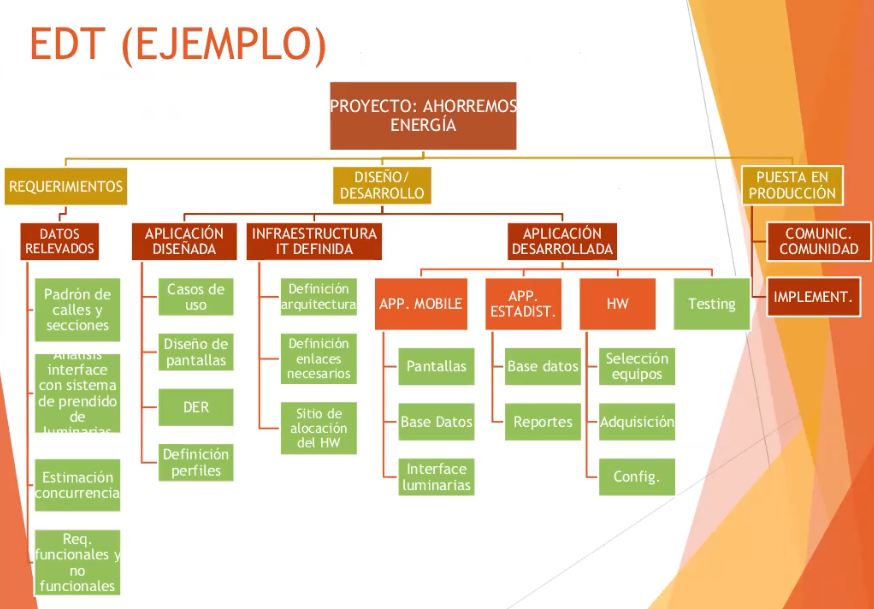 EDT (EJEMPLO)
PROYECTO: AHORREMOS
ENERGÍA
REQUERIMIENTOS
DISEÑO/
DESARROLLO
PUESTA EN
PRODUCCIÓN
DATOS
RELEVADOS
APLICACIÓN
DISEÑADA
INFRAESTRUCTURA
IT DEFINIDA
APLICACIÓN
DESARROLLADA
COMUNIC.
COMUNIDAD
IMPLEMENT.
Padrón de
calles y
secciones
Análisis
interface
con sistema
de prendido
de
luminarias
Estimación
concurrencia
Req.
funcionales y
no
funcionales
Casos de
uso
Diseño de
pantallas
DER
Definición
perfiles
Definición
arquitectura
Definición
enlaces
necesarios
Sitio de
alocación
del HW
APP. MOBILE
Pantallas
Base Datos
Interface
luminarias
APP.
ESTADIST.
Base datos
Reportes
HW
Selección
equipos
Adquisición
Config.
Testing